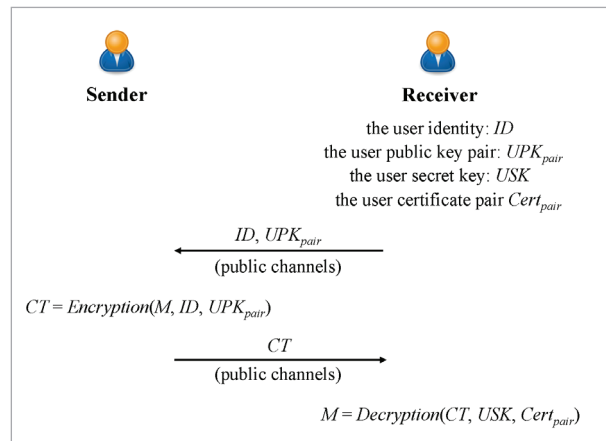 Sender
Receiver
the user identity: ID
the user public key pair: UPKpair
the user secret key: USK
the user certificate pair Certpair
ID, UPKpair
(public channels)
CT = Encryption(M, ID, UPKpair)
CT
(public channels)
M = Decryption(CT, USK, Certpair)